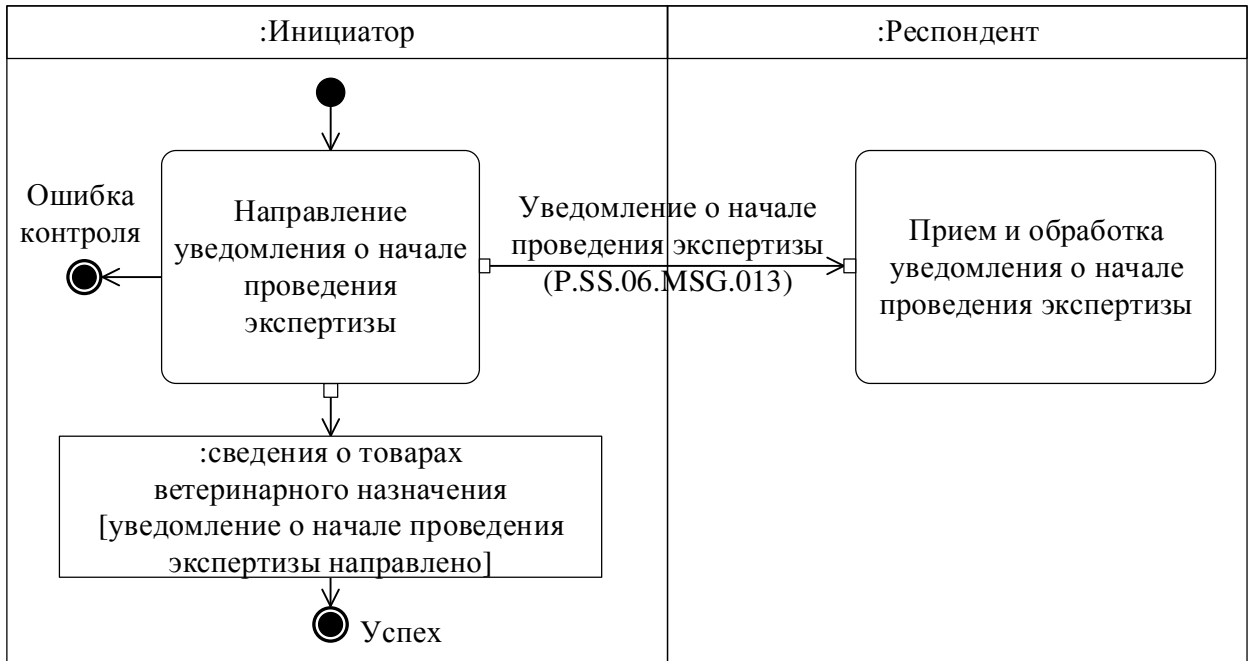 :Инициатор
:Респондент
Ошибка
контроля
Направление
уведомления о начале
проведения
экспертизы
Уведомление о начале
проведения экспертизы
(P.SS.06.MSG.013)
Прием и обработка
уведомления о начале
проведения экспертизы
:сведения о товарах
ветеринарного назначения
[уведомление о начале проведения
экспертизы направлено]
Успех